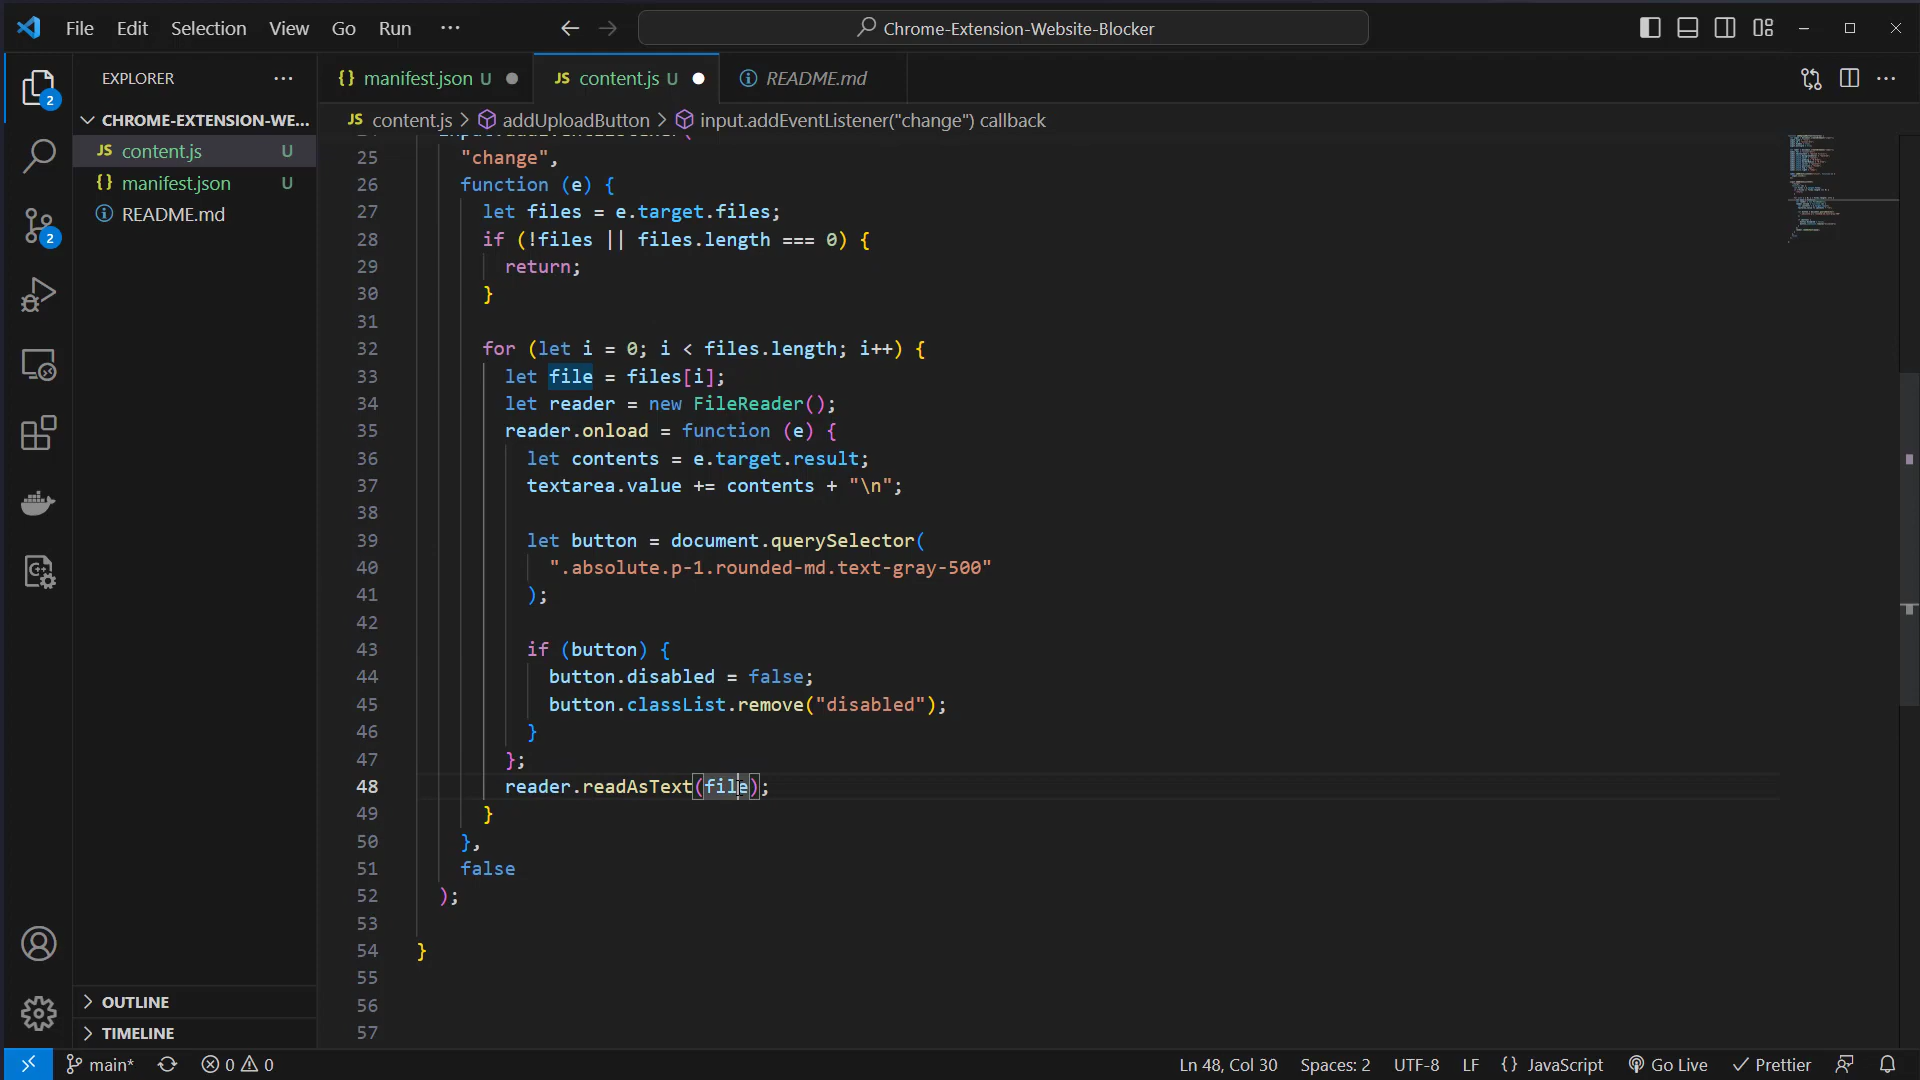 File Edit Selection View Go Run ··· Chrome-Extension-Website-Blocker
EXPLORER ···
{} manifest.json U
JS content.js U
README.md
JS content.js > addUploadButton > input.addEventListener("change") callback
CHROME-EXTENSION-WE...
JS content.js U
{} manifest.json U
README.md
2
2
25 "change",
26 function (e) {
27 let files = e.target.files;
28 if (!files || files.length === 0) {
29 return;
30 }
31
32 for (let i = 0; i < files.length; i++) {
33 let file = files[i];
34 let reader = new FileReader();
35 reader.onload = function (e) {
36 let contents = e.target.result;
37 textarea.value += contents + "\n";
38
39 let button = document.querySelector(
40 ".absolute.p-1.rounded-md.text-gray-500"
41 );
42
43 if (button) {
44 button.disabled = false;
45 button.classList.remove("disabled");
46 }
47 };
48 reader.readAsText(file);
49 }
50 },
51 false
52 );
53
54 }
55
56
57
OUTLINE
TIMELINE
main* 0 0 Ln 48, Col 30 Spaces: 2 UTF-8 LF {} JavaScript Go Live Prettier